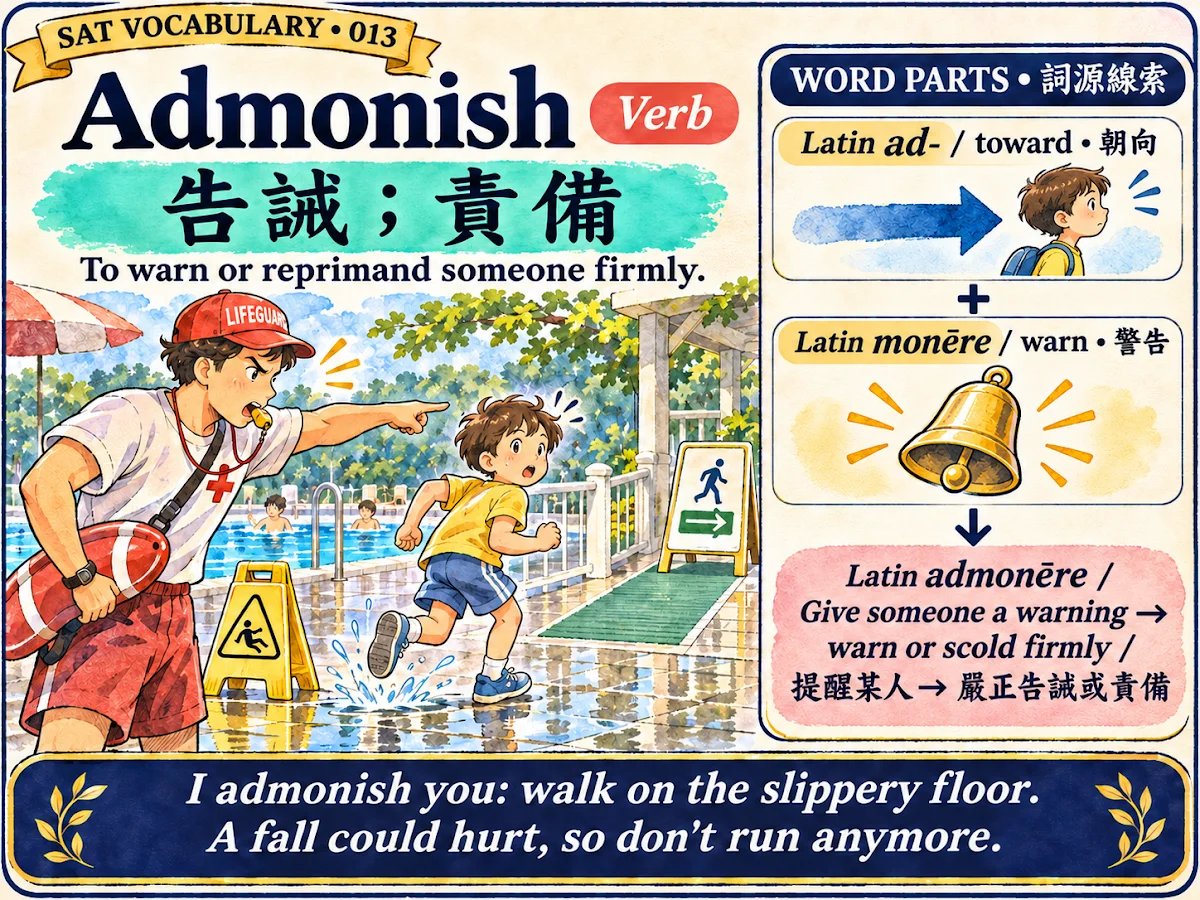 SAT VOCABULARY • 013
Admonish
Verb
告誡；責備
To warn or reprimand someone firmly.
LIFEGUARD
WORD PARTS • 詞源線索
Latin ad- / toward • 朝向
+
Latin monēre / warn • 警告
Latin admonēre /
Give someone a warning →
warn or scold firmly /
提醒某人→ 嚴正告誡或責備
I admonish you: walk on the slippery floor.
A fall could hurt, so don't run anymore.